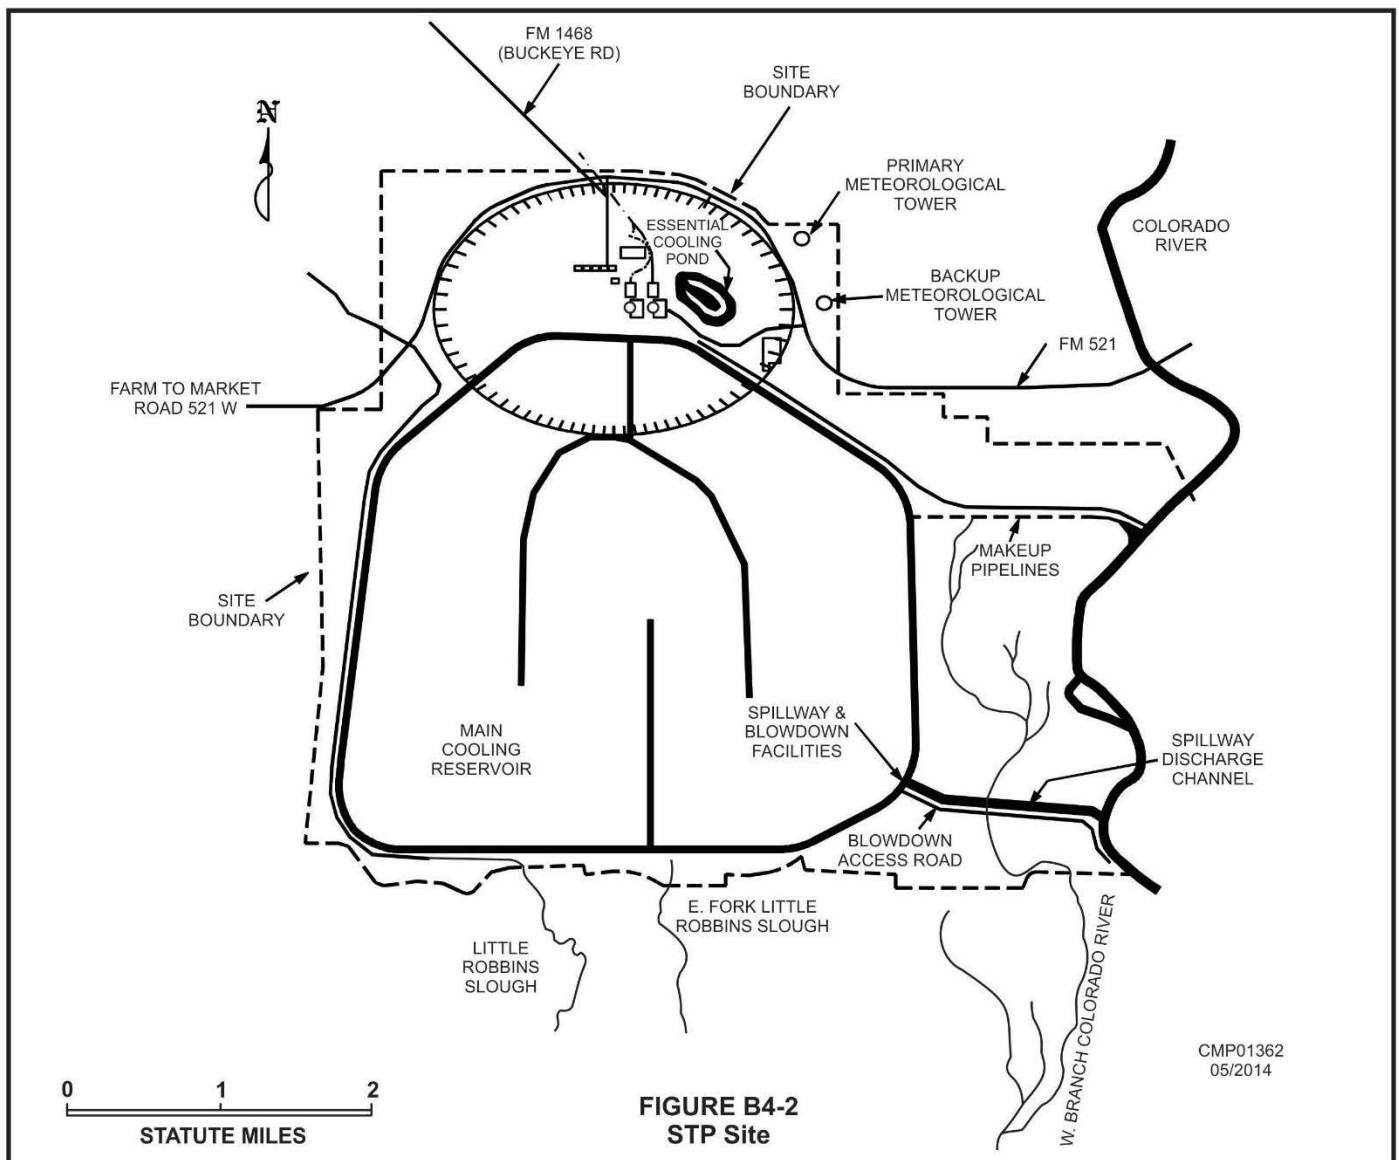 FM 1468
(BUCKEYE RD)
SITE
BOUNDARY
N
PRIMARY
METEOROLOGICAL
TOWER
COLORADO
RIVER
ESSENTIAL
COOLING
POND
BACKUP
METEOROLOGICAL
TOWER
FM 521
FARM TO MARKET
ROAD 521 W
MAKEUP
PIPELINES
SITE
BOUNDARY
SPILLWAY &
BLOWDOWN
FACILITIES
MAIN
COOLING
RESERVOIR
SPILLWAY
DISCHARGE
CHANNEL
BLOWDOWN
ACCESS ROAD
E. FORK LITTLE
ROBBINS SLOUGH
LITTLE
ROBBINS
SLOUGH
W. BRANCH COLORADO RIVER
CMP01362
05/2014
0 1 2
STATUTE MILES
FIGURE B4-2
STP Site